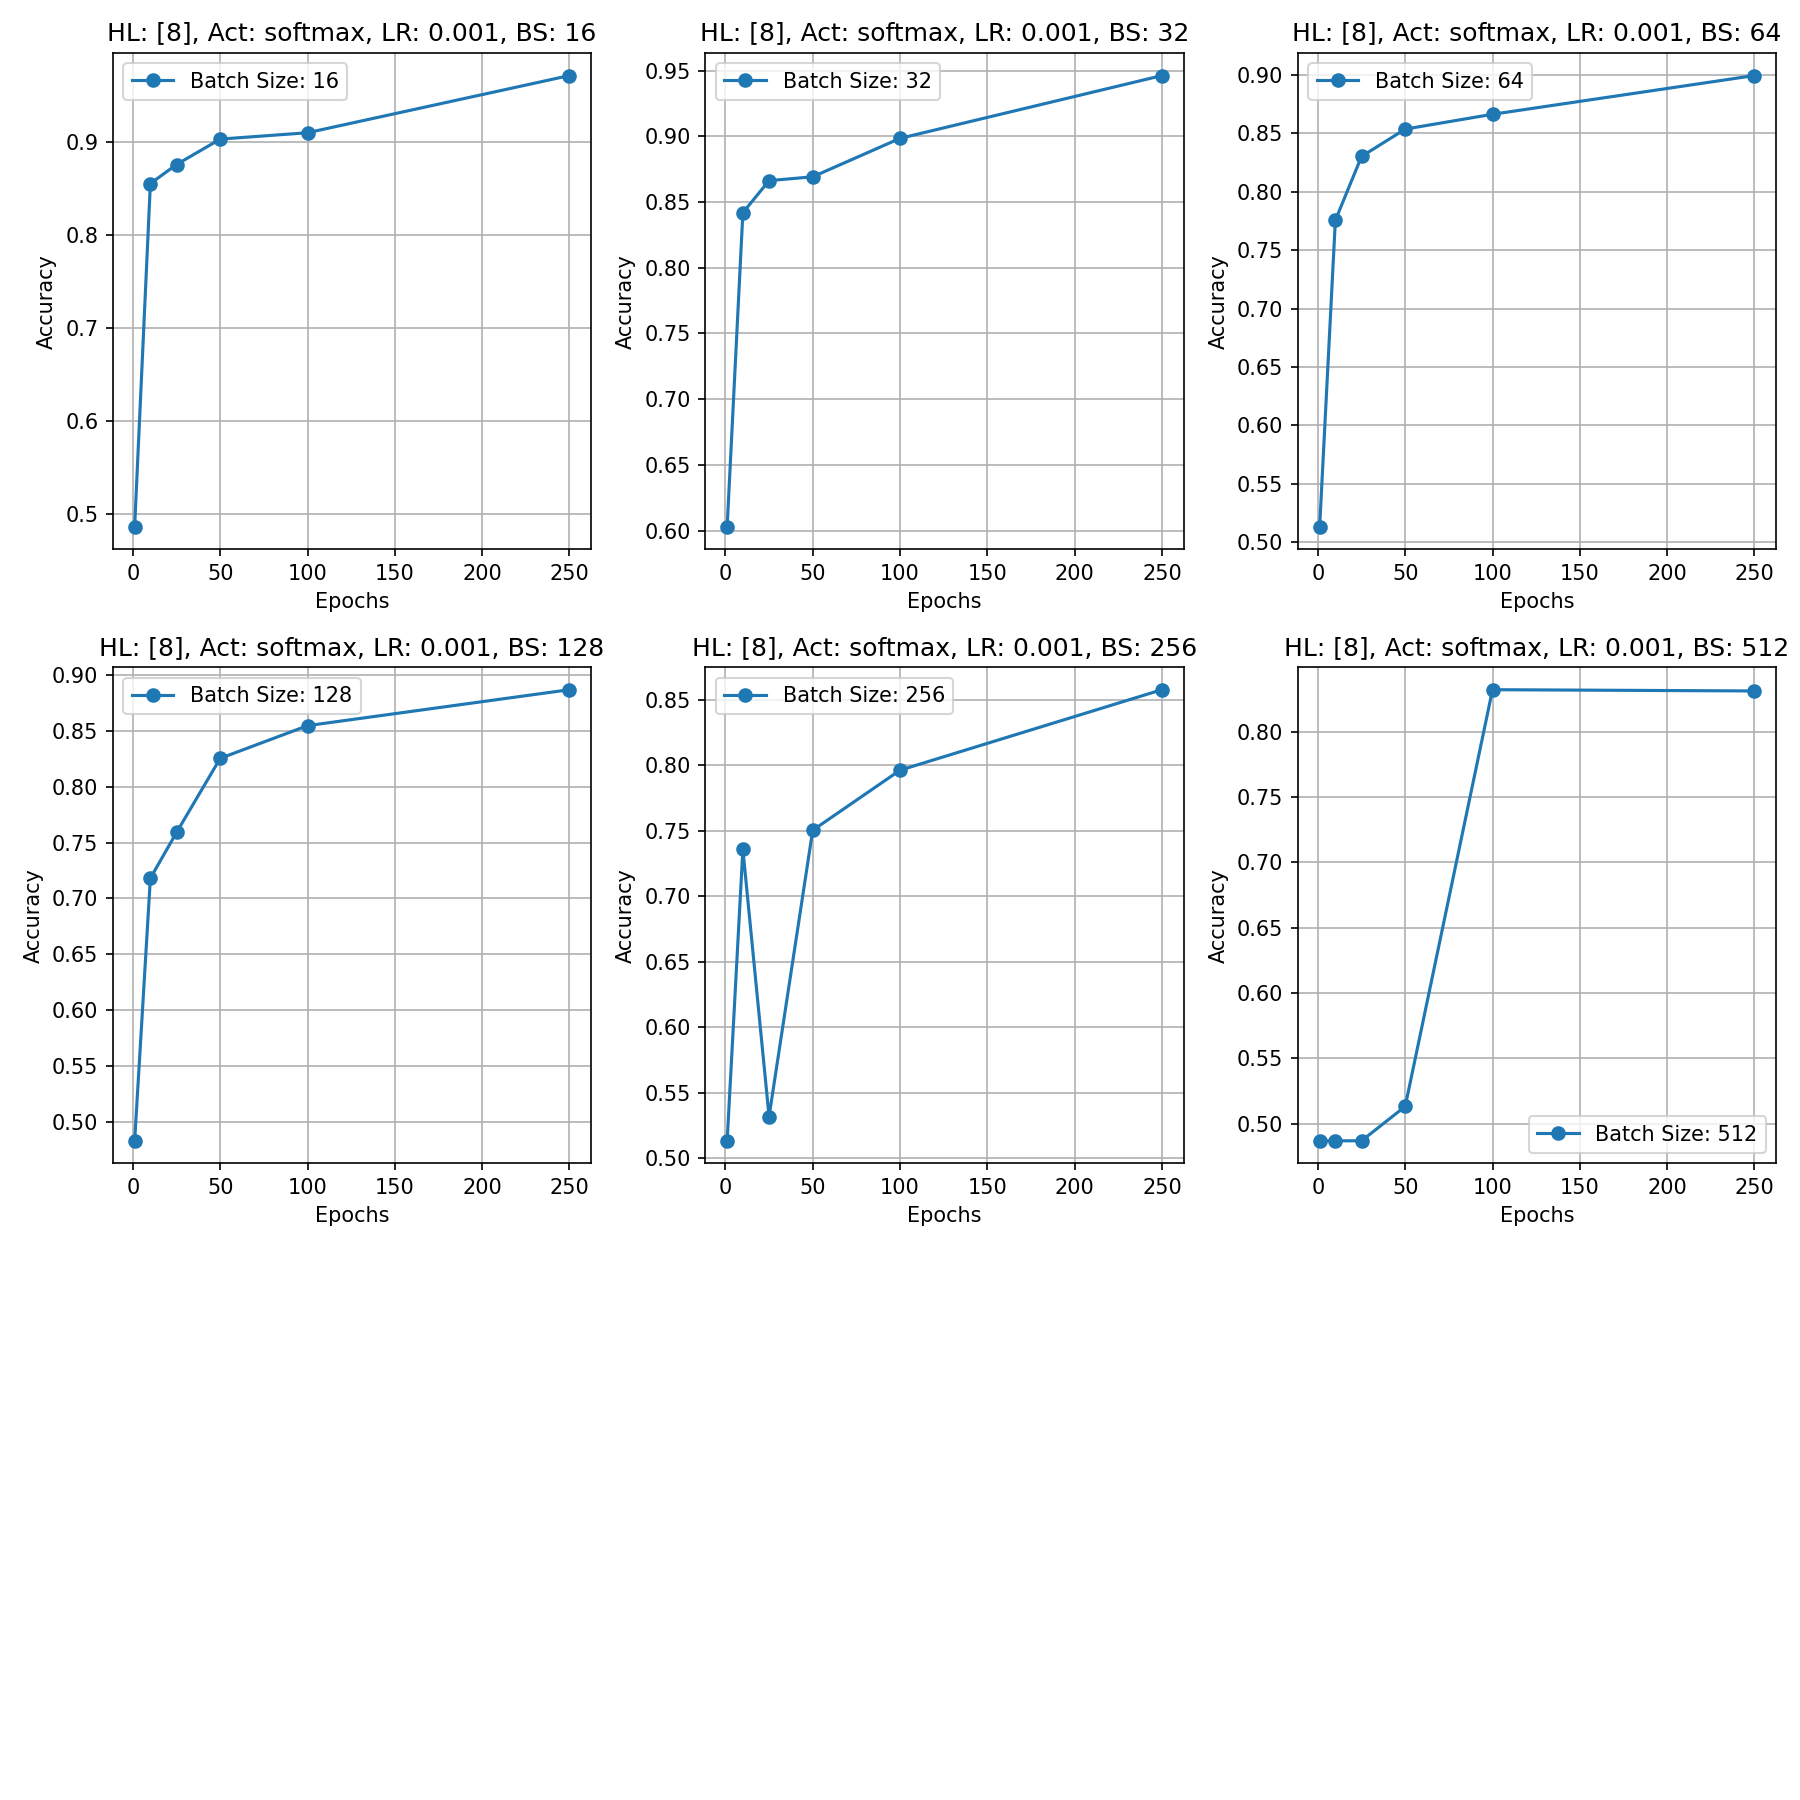 HL: [8], Act: softmax, LR: 0.001, BS: 16
Batch Size: 16
0.9
0.8
0.7
0.6
0.5
Accuracy
0 50 100 150 200 250
Epochs
HL: [8], Act: softmax, LR: 0.001, BS: 32
Batch Size: 32
0.95
0.90
0.85
0.80
0.75
0.70
0.65
0.60
Accuracy
0 50 100 150 200 250
Epochs
HL: [8], Act: softmax, LR: 0.001, BS: 64
Batch Size: 64
0.90
0.85
0.80
0.75
0.70
0.65
0.60
0.55
0.50
Accuracy
0 50 100 150 200 250
Epochs
HL: [8], Act: softmax, LR: 0.001, BS: 128
Batch Size: 128
0.90
0.85
0.80
0.75
0.70
0.65
0.60
0.55
0.50
Accuracy
0 50 100 150 200 250
Epochs
HL: [8], Act: softmax, LR: 0.001, BS: 256
Batch Size: 256
0.85
0.80
0.75
0.70
0.65
0.60
0.55
0.50
Accuracy
0 50 100 150 200 250
Epochs
HL: [8], Act: softmax, LR: 0.001, BS: 512
0.80
0.75
0.70
0.65
0.60
0.55
0.50
Accuracy
Batch Size: 512
0 50 100 150 200 250
Epochs